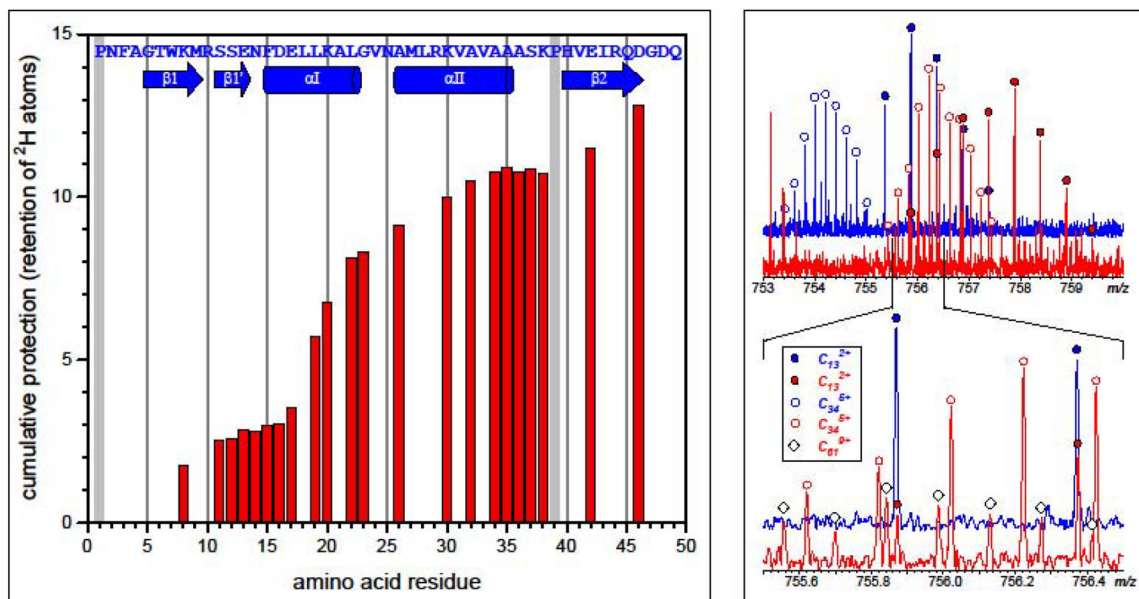 15
10
5
0
PNFAGTWKMRSSENFDELLKALGVNAMLRKVAVAAASKPHVEIRQDGDQ
β1 β1' αI αII β2
cumulative protection (retention of ²H atoms)
0 5 10 15 20 25 30 35 40 45 50
amino acid residue
753 754 755 756 757 758 759 m/z
C₁₃²⁺
C₁₃²⁺
C₃₄⁵⁺
C₃₄⁵⁺
C₆₁⁹⁺
755.6 755.8 756.0 756.2 756.4 m/z